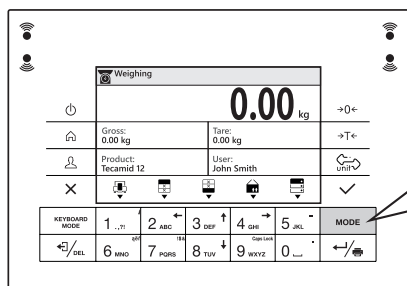 Weighing
0.00 kg
→0←
Gross:
0.00 kg
Tare:
0.00 kg
→T←
Product:
Tecamid 12
User:
John Smith
unit
KEYBOARD
MODE
1 .,?!
2 ABC ←
3 DEF ↑
4 GHI →
5 JKL -
MODE
/DEL
6 MNO
7 PQRS
8 TUV ↓
9 WXYZ Caps Lock
0 .